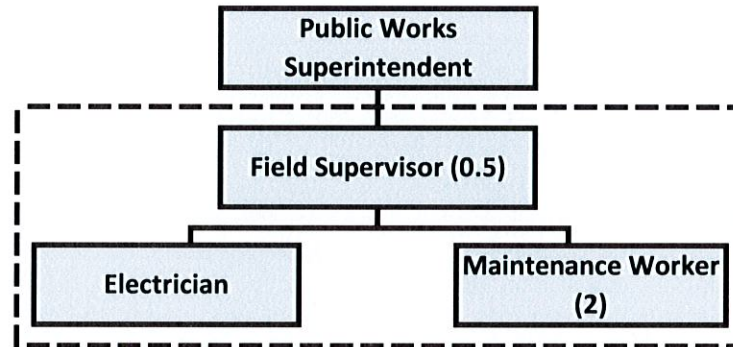 Public Works
Superintendent
Field Supervisor (0.5)
Electrician
Maintenance Worker
(2)